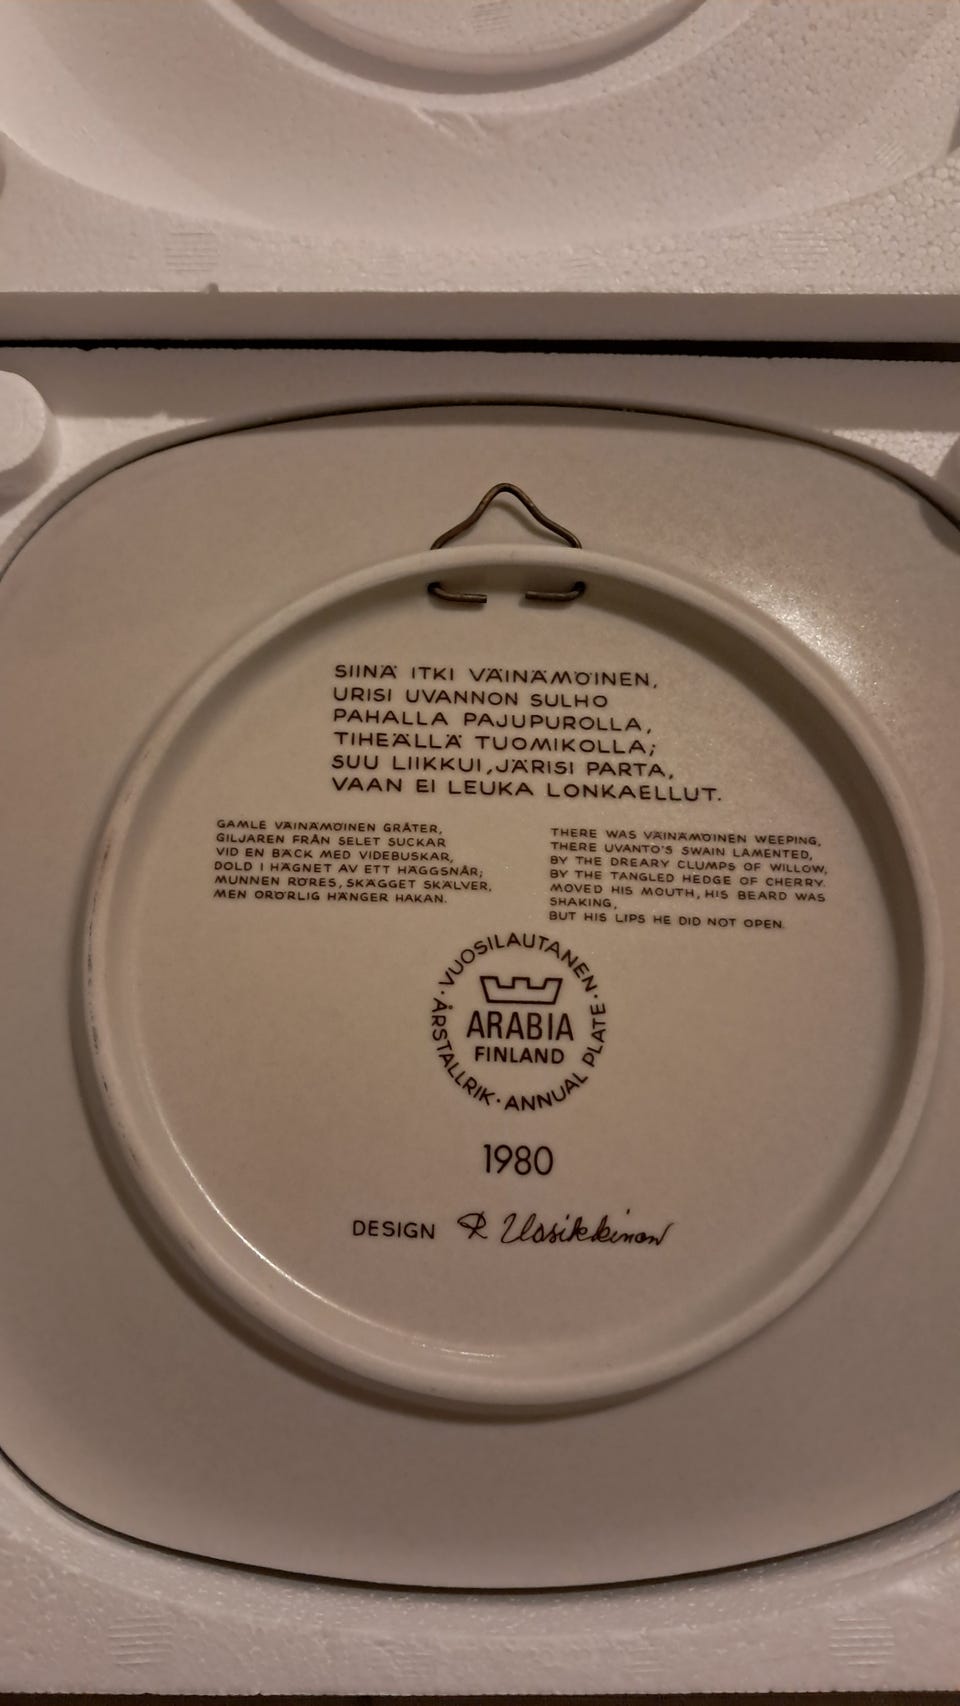 SIINÄ ITKI VÄINÄMÖINEN,
URISI UVANNON SULHO
PAHALLA PAJUPUROLLA,
TIHEÄLLÄ TUOMIKOLLA;
SUU LIIKKUI, JÄRISI PARTA,
VAAN EI LEUKA LONKAELLUT.
GAMLE VÄINÄMÖINEN GRÅTER,
GILJAREN FRÅN SELET SUCKAR
VID EN BÄCK MED VIDEBUSKAR,
DOLD I HÄGNET AV ETT HÄGGSNÅR;
MUNNEN RÖRES, SKÄGGET SKÄLVER,
MEN ORÖRLIG HÄNGER HAKAN.
THERE WAS VÄINÄMÖINEN WEEPING,
THERE UVANTO'S SWAIN LAMENTED,
BY THE DREARY CLUMPS OF WILLOW,
BY THE TANGLED HEDGE OF CHERRY.
MOVED HIS MOUTH, HIS BEARD WAS
SHAKING,
BUT HIS LIPS HE DID NOT OPEN.
· VUOSILAUTANEN ·
ARABIA
FINLAND
ÅRSTALLRIK · ANNUAL PLATE
1980
DESIGN R Uosikkinen